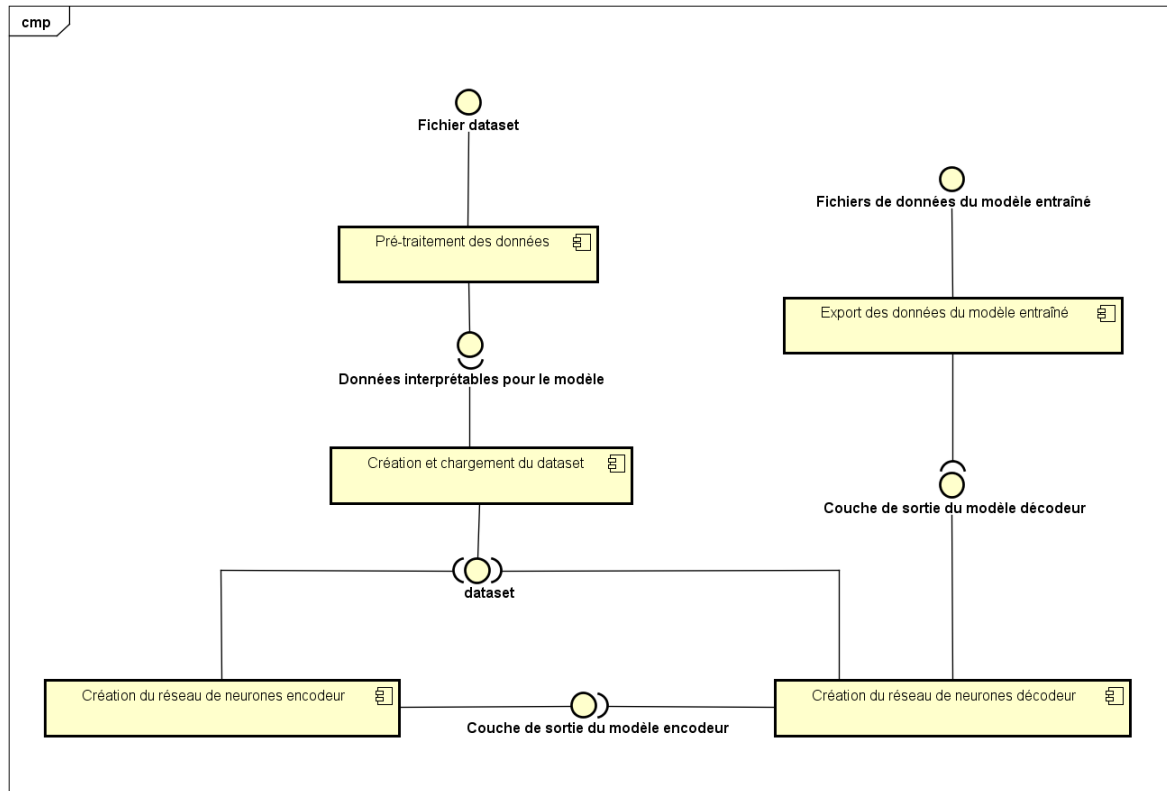 cmp
Fichier dataset
Fichiers de données du modèle entraîné
Pré-traitement des données
Export des données du modèle entraîné
Données interprétables pour le modèle
Création et chargement du dataset
Couche de sortie du modèle décodeur
dataset
Création du réseau de neurones encodeur
Création du réseau de neurones décodeur
Couche de sortie du modèle encodeur